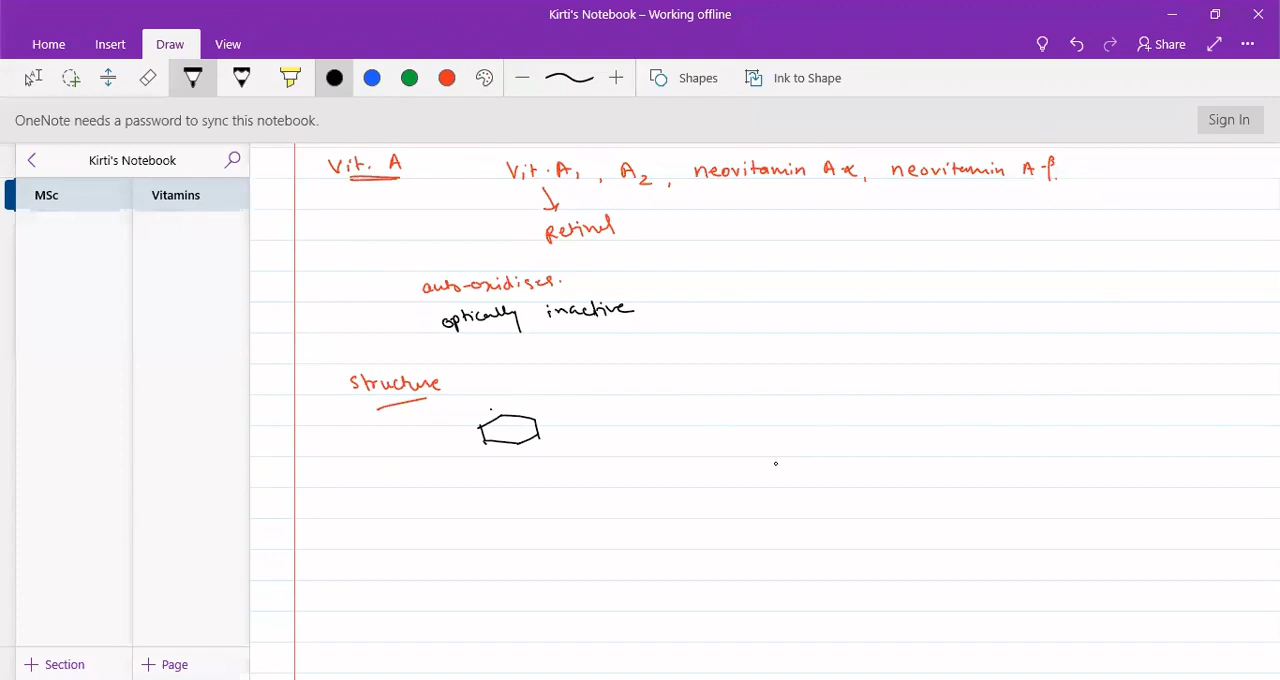 Kirti's Notebook – Working offline
Home Insert Draw View Share
Shapes Ink to Shape
OneNote needs a password to sync this notebook. Sign In
Kirti's Notebook
MSc Vitamins
Vit. A Vit. A1, A2, neovitamin A-α, neovitamin A-β.
Retinol
auto-oxidises.
optically inactive
Structure
+ Section + Page